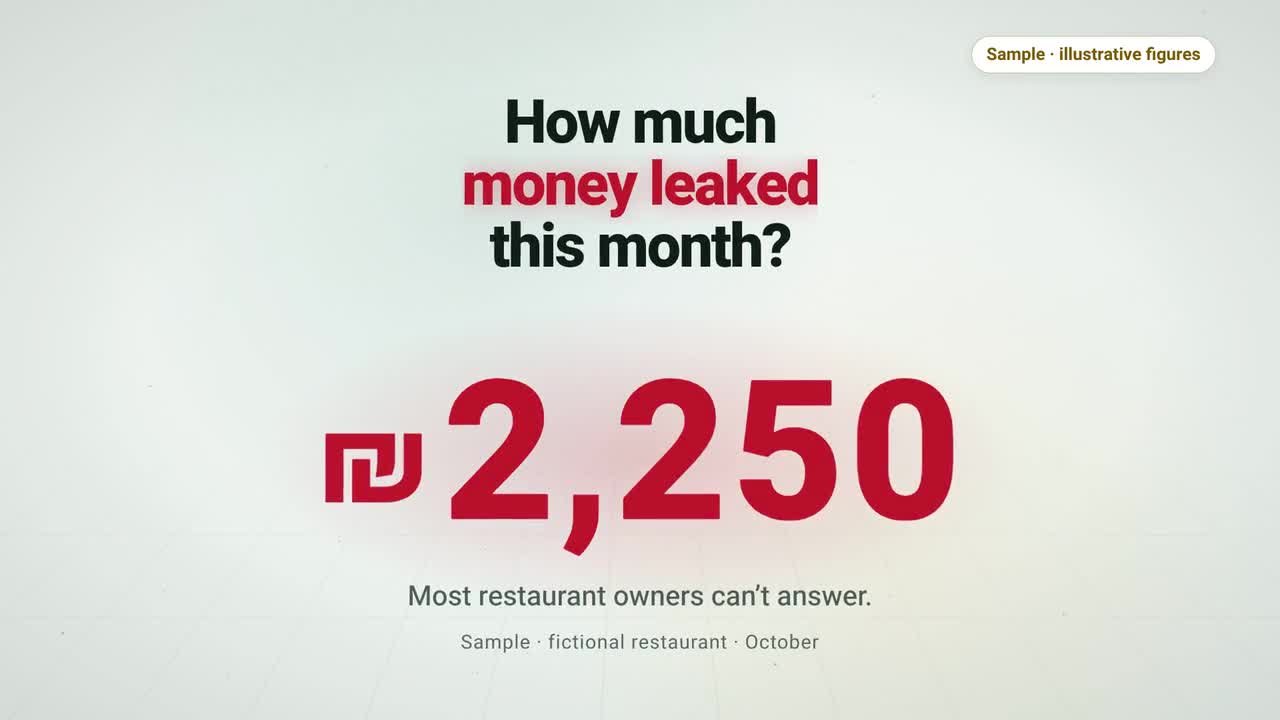 Sample · illustrative figures
How much
money leaked
this month?
₪2,250
Most restaurant owners can’t answer.
Sample · fictional restaurant · October